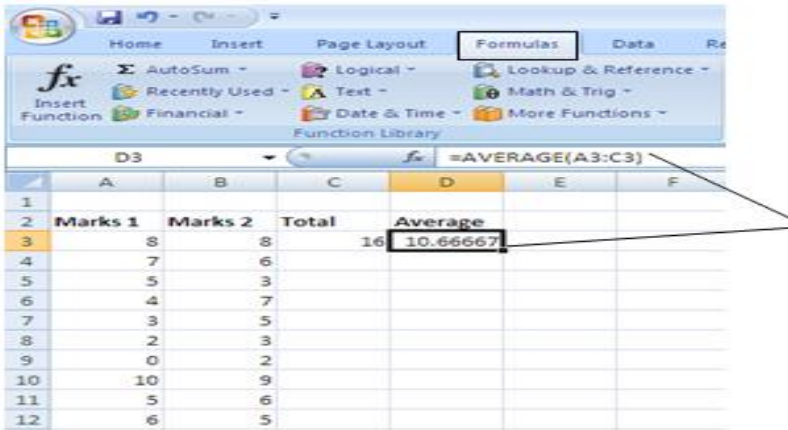 Home Insert Page Layout Formulas Data Re
fx Σ AutoSum Logical Lookup & Reference
Insert Function Recently Used Text Math & Trig
Financial Date & Time More Functions
Function Library
D3 fx =AVERAGE(A3:C3)
A B C D E F
1
2 Marks 1 Marks 2 Total Average
3 8 8 16 10.66667
4 7 6
5 5 3
6 4 7
7 3 5
8 2 3
9 0 2
10 10 9
11 5 6
12 6 5